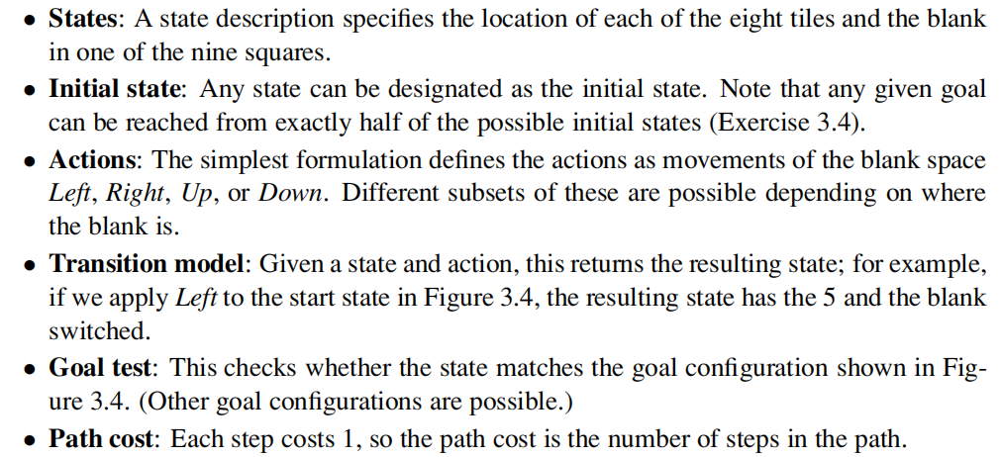 • States: A state description specifies the location of each of the eight tiles and the blank
in one of the nine squares.
• Initial state: Any state can be designated as the initial state. Note that any given goal
can be reached from exactly half of the possible initial states (Exercise 3.4).
• Actions: The simplest formulation defines the actions as movements of the blank space
Left, Right, Up, or Down. Different subsets of these are possible depending on where
the blank is.
• Transition model: Given a state and action, this returns the resulting state; for example,
if we apply Left to the start state in Figure 3.4, the resulting state has the 5 and the blank
switched.
• Goal test: This checks whether the state matches the goal configuration shown in Fig-
ure 3.4. (Other goal configurations are possible.)
• Path cost: Each step costs 1, so the path cost is the number of steps in the path.